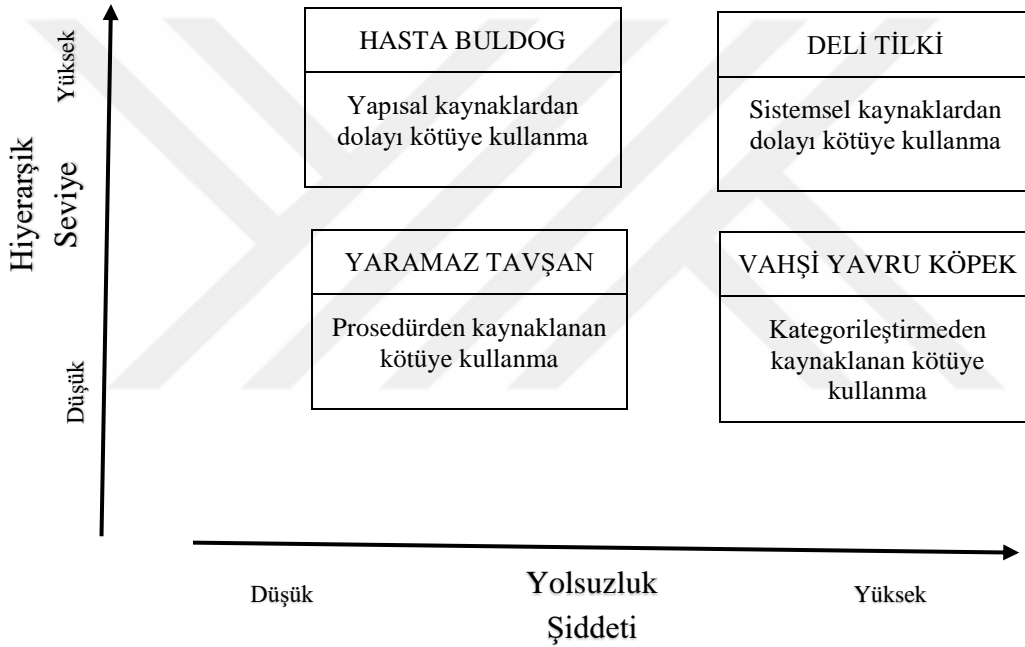 Hiyerarşik
Seviye
Yüksek
Düşük
HASTA BULDOG
Yapısal kaynaklardan
dolayı kötüye kullanma
DELİ TİLKİ
Sistemsel kaynaklardan
dolayı kötüye kullanma
YARAMAZ TAVŞAN
Prosedürden kaynaklanan
kötüye kullanma
VAHŞİ YAVRU KÖPEK
Kategorileştirmeden
kaynaklanan kötüye
kullanma
Düşük
Yolsuzluk
Şiddeti
Yüksek